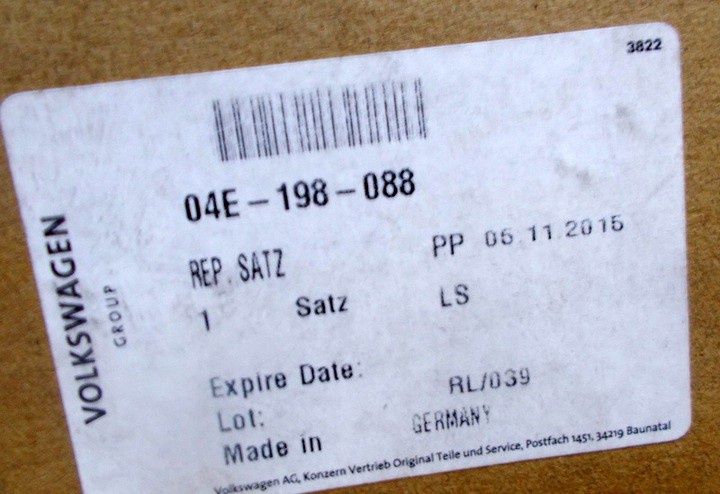 3822
04E-198-088
REP. SATZ
PP 05.11.2015
1 Satz LS
Expire Date:
RL/039
Lot:
Made in GERMANY
Volkswagen AG, Konzern Vertrieb Original Teile und Service, Postfach 1451, 34219 Baunatal
VOLKSWAGEN
GROUP